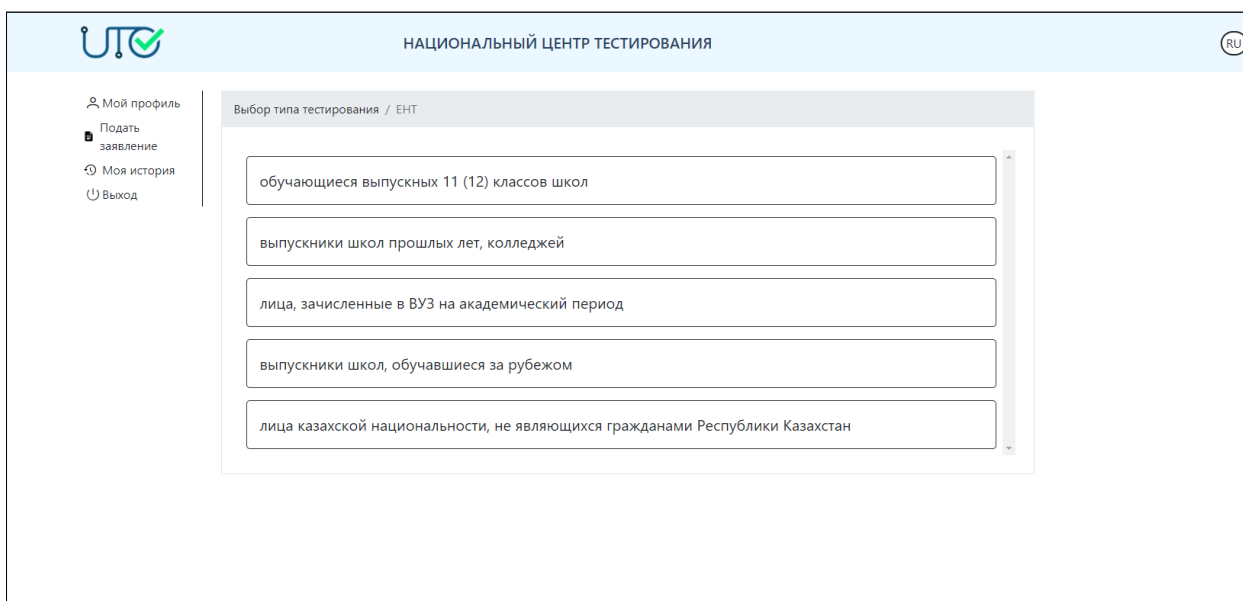 UTO
НАЦИОНАЛЬНЫЙ ЦЕНТР ТЕСТИРОВАНИЯ
RU
Мой профиль
Подать
заявление
Моя история
Выход
Выбор типа тестирования / ЕНТ
обучающиеся выпускных 11 (12) классов школ
выпускники школ прошлых лет, колледжей
лица, зачисленные в ВУЗ на академический период
выпускники школ, обучавшиеся за рубежом
лица казахской национальности, не являющихся гражданами Республики Казахстан